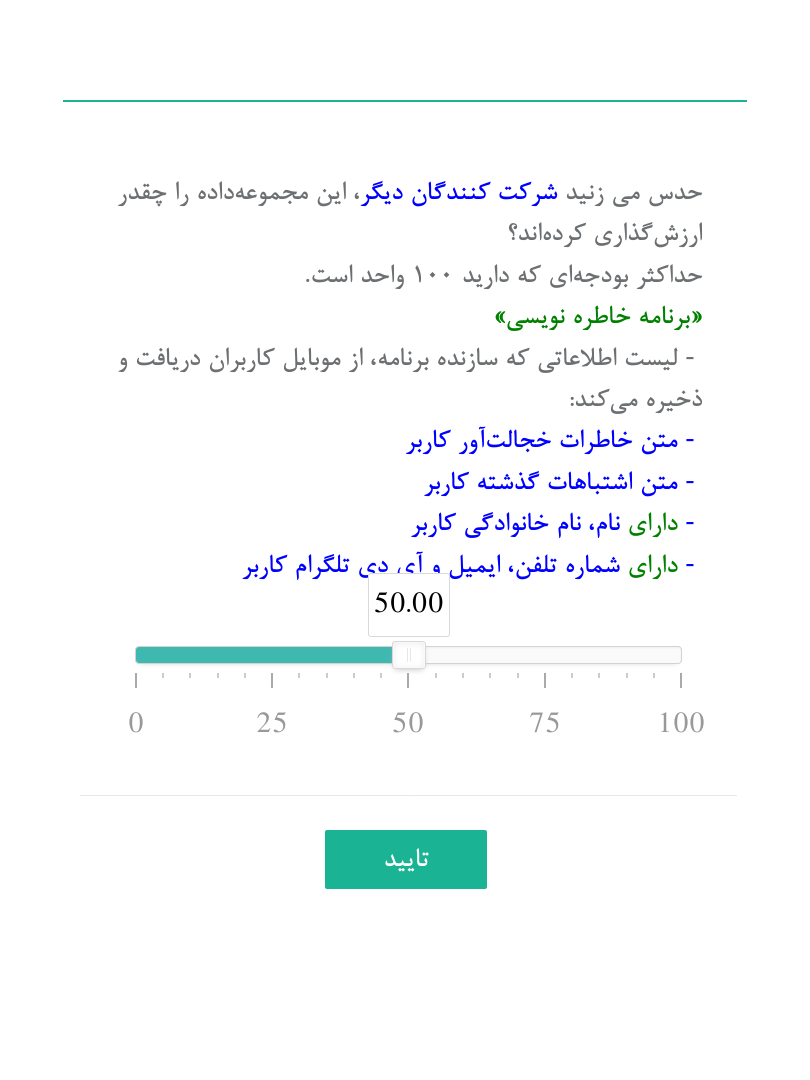 حدس می زنید شرکت کنندگان دیگر، این مجموعه‌داده را چقدر
ارزش‌گذاری کرده‌اند؟
حداکثر بودجه‌ای که دارید ۱۰۰ واحد است.
«برنامه خاطره نویسی»
- لیست اطلاعاتی که سازنده برنامه، از موبایل کاربران دریافت و
ذخیره می‌کند:
- متن خاطرات خجالت‌آور کاربر
- متن اشتباهات گذشته کاربر
- دارای نام، نام خانوادگی کاربر
- دارای شماره تلفن، ایمیل و آی دی تلگرام کاربر
50.00
0 25 50 75 100
تایید